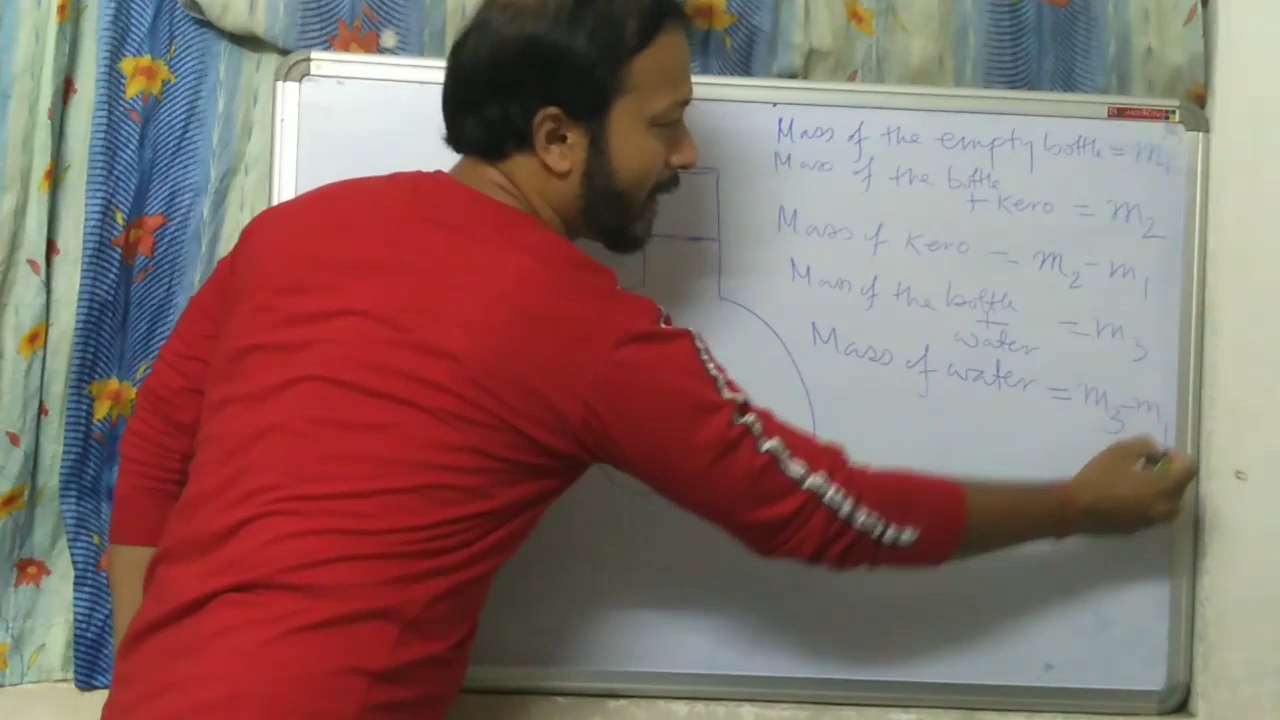 Mass of the empty bottle = m1
Mass of the bottle
+ Kero = m2
Mass of Kero = m2 - m1
Mass of the bottle
+
water = m3
Mass of water = m3 - m1